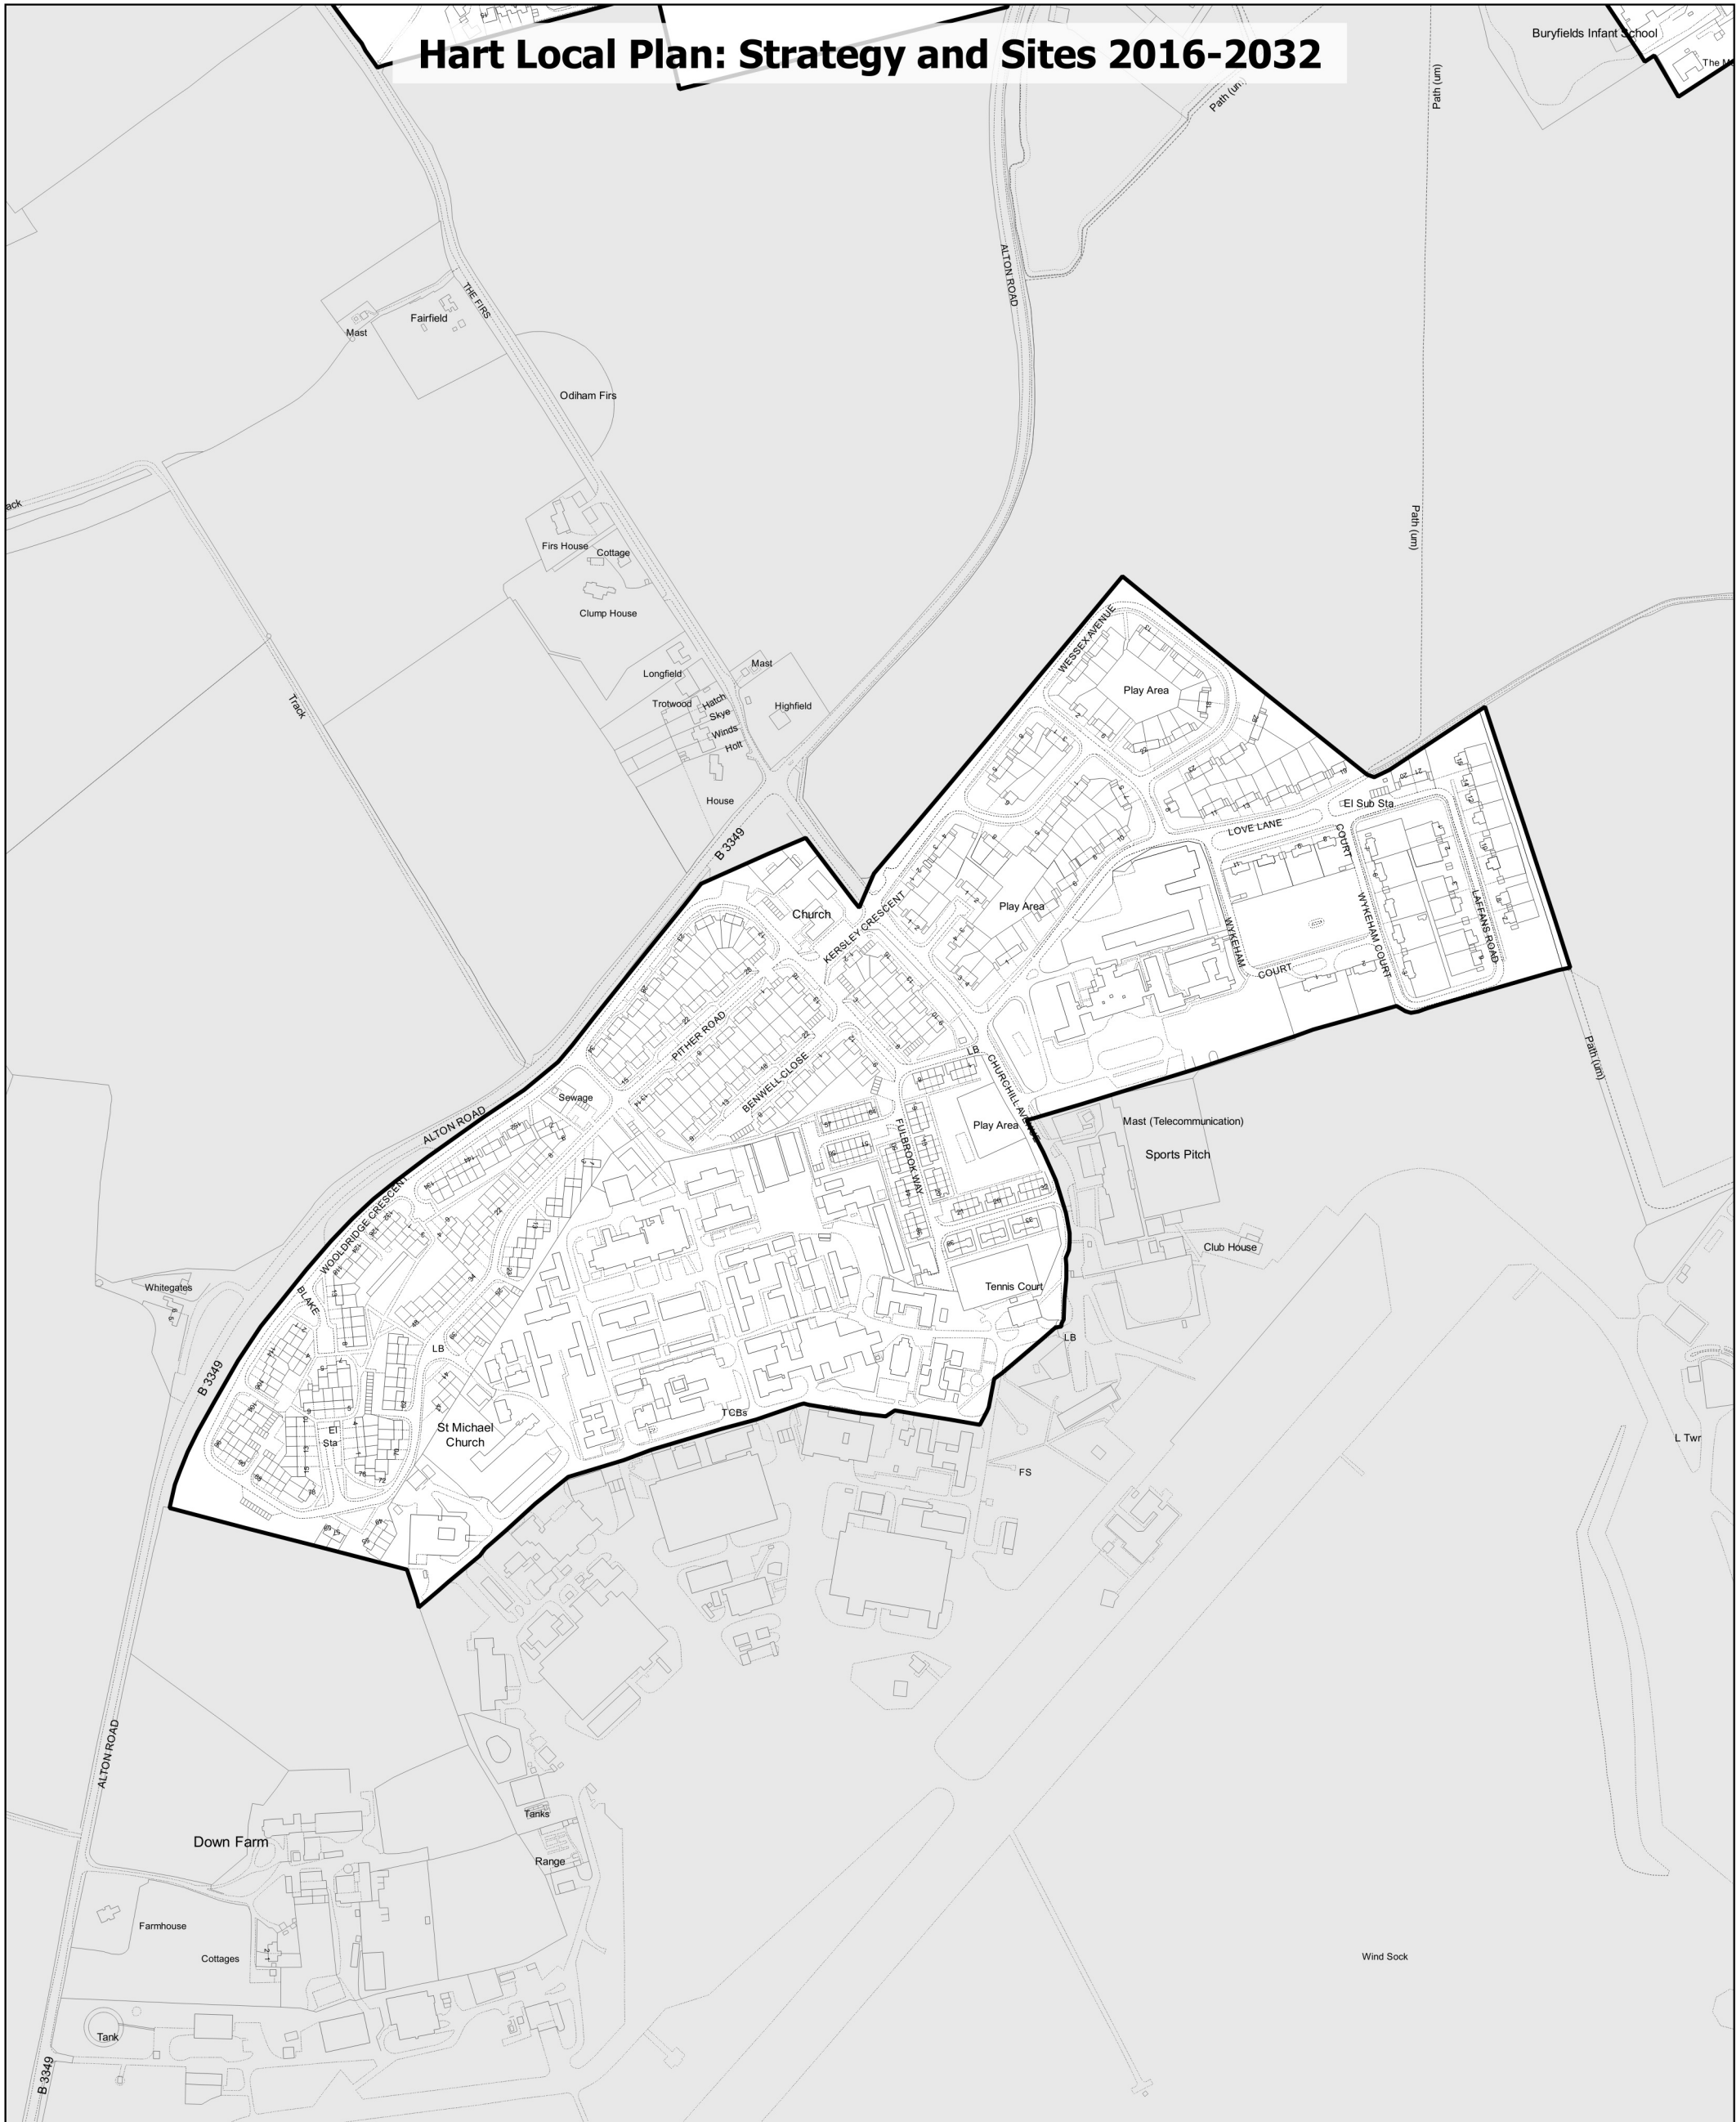 Hart Local Plan: Strategy and Sites 2016-2032
Buryfields Infant School
The M
Path (um)
Path (um)
ALTON ROAD
THE FIRS
Mast
Fairfield
Odiham Firs
ack
Path (um)
Firs House
Cottage
Clump House
Track
Longfield
Mast
Trotwood
Hatch
Skye
Highfield
Winds
Holt
House
B 3349
WESSEX AVENUE
Play Area
El Sub Sta
LOVE LANE
COURT
Church
KERSLEY CRESCENT
Play Area
WYKEHAM
COURT
WYKEHAM COURT
LAFFANS ROAD
PITHER ROAD
BENWELL CLOSE
LB
CHURCHILL AVENUE
Path (um)
Sewage
ALTON ROAD
FULBROOK WAY
Play Area
Mast (Telecommunication)
Sports Pitch
WOOLDRIDGE CRESCENT
Club House
Whitegates
BLAKE
Tennis Court
LB
LB
B 3349
TCBs
St Michael
Church
El
Sta
L Twr
FS
ALTON ROAD
Tanks
Down Farm
Range
Farmhouse
Cottages
Wind Sock
Tank
B 3349